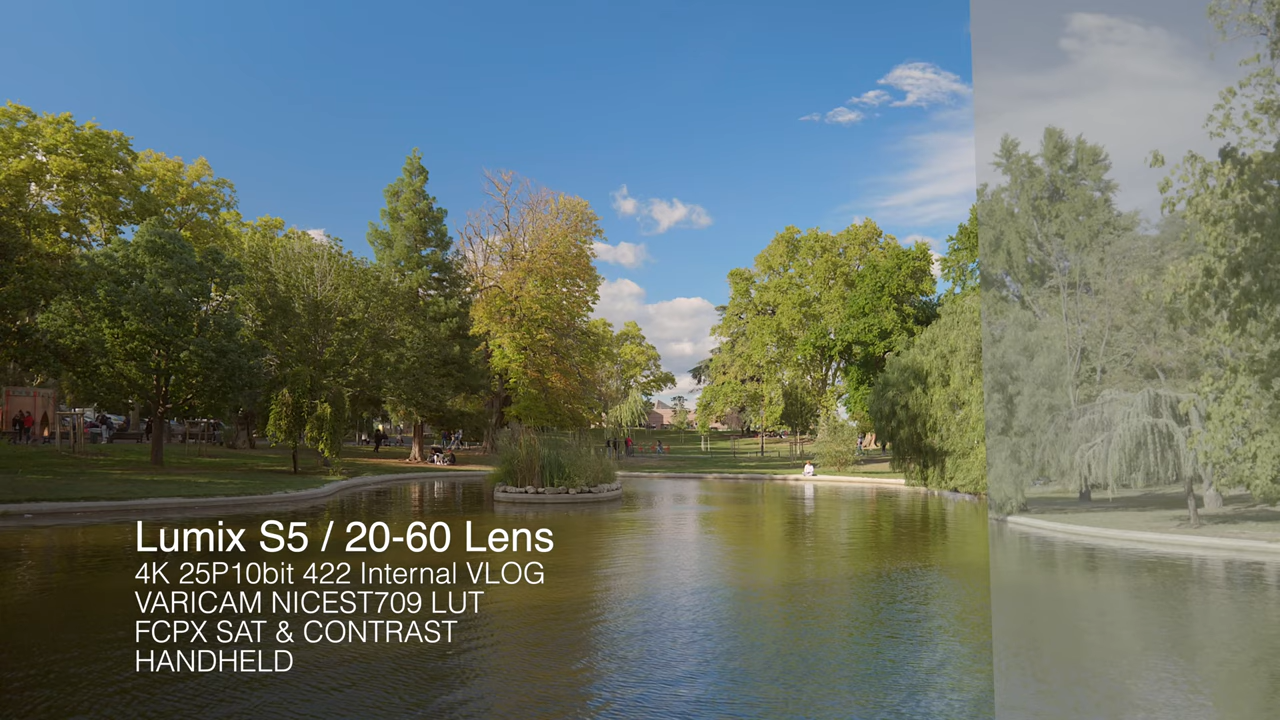 Lumix S5 / 20-60 Lens
4K 25P10bit 422 Internal VLOG
VARICAM NICEST709 LUT
FCPX SAT & CONTRAST
HANDHELD